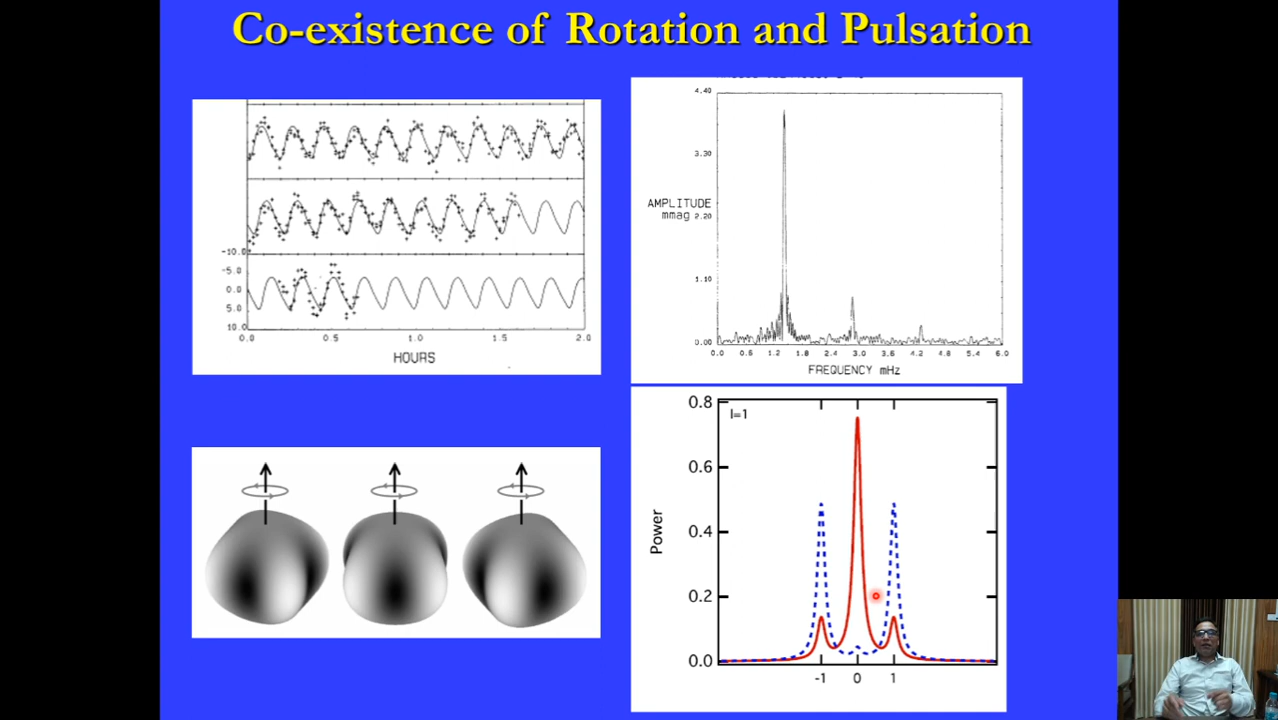 Co-existence of Rotation and Pulsation
-10.0
-5.0
0.0
5.0
10.0
0.0 0.5 1.0 1.5 2.0
HOURS
4.40
3.30
AMPLITUDE
mmag 2.20
1.10
0.00
0.0 0.6 1.2 1.8 2.4 3.0 3.6 4.2 4.8 5.4 6.0
FREQUENCY mHz
0.8
l=1
0.6
Power
0.4
0.2
0.0
-1 0 1